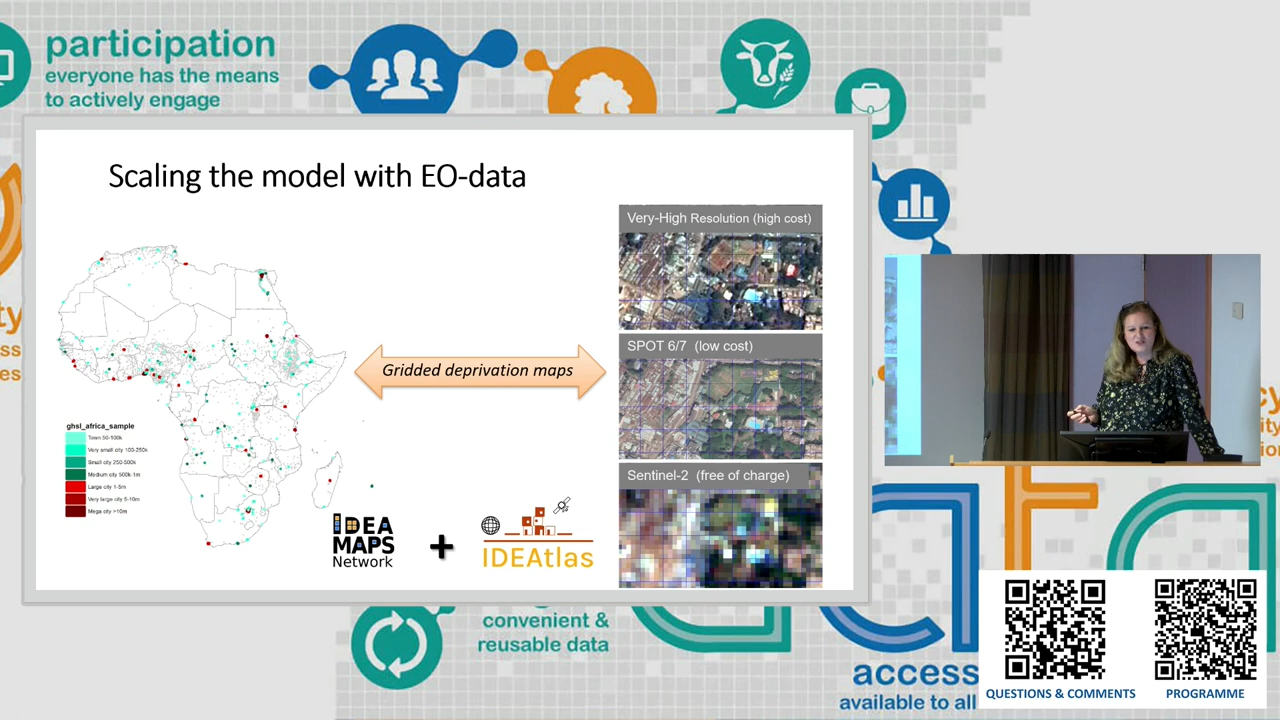 participation
everyone has the means
to actively engage
Scaling the model with EO-data
Very-High Resolution (high cost)
SPOT 6/7 (low cost)
Sentinel-2 (free of charge)
Gridded deprivation maps
ghsl_africa_sample
Town 50-100k
Very small city 100-250k
Small city 250-500k
Medium city 500k-1m
Large city 1-5m
Very large city 5-10m
Mega city >10m
IDEA
MAPS
Network
+
IDEAtlas
convenient &
reusable data
access
available to all
QUESTIONS & COMMENTS
PROGRAMME